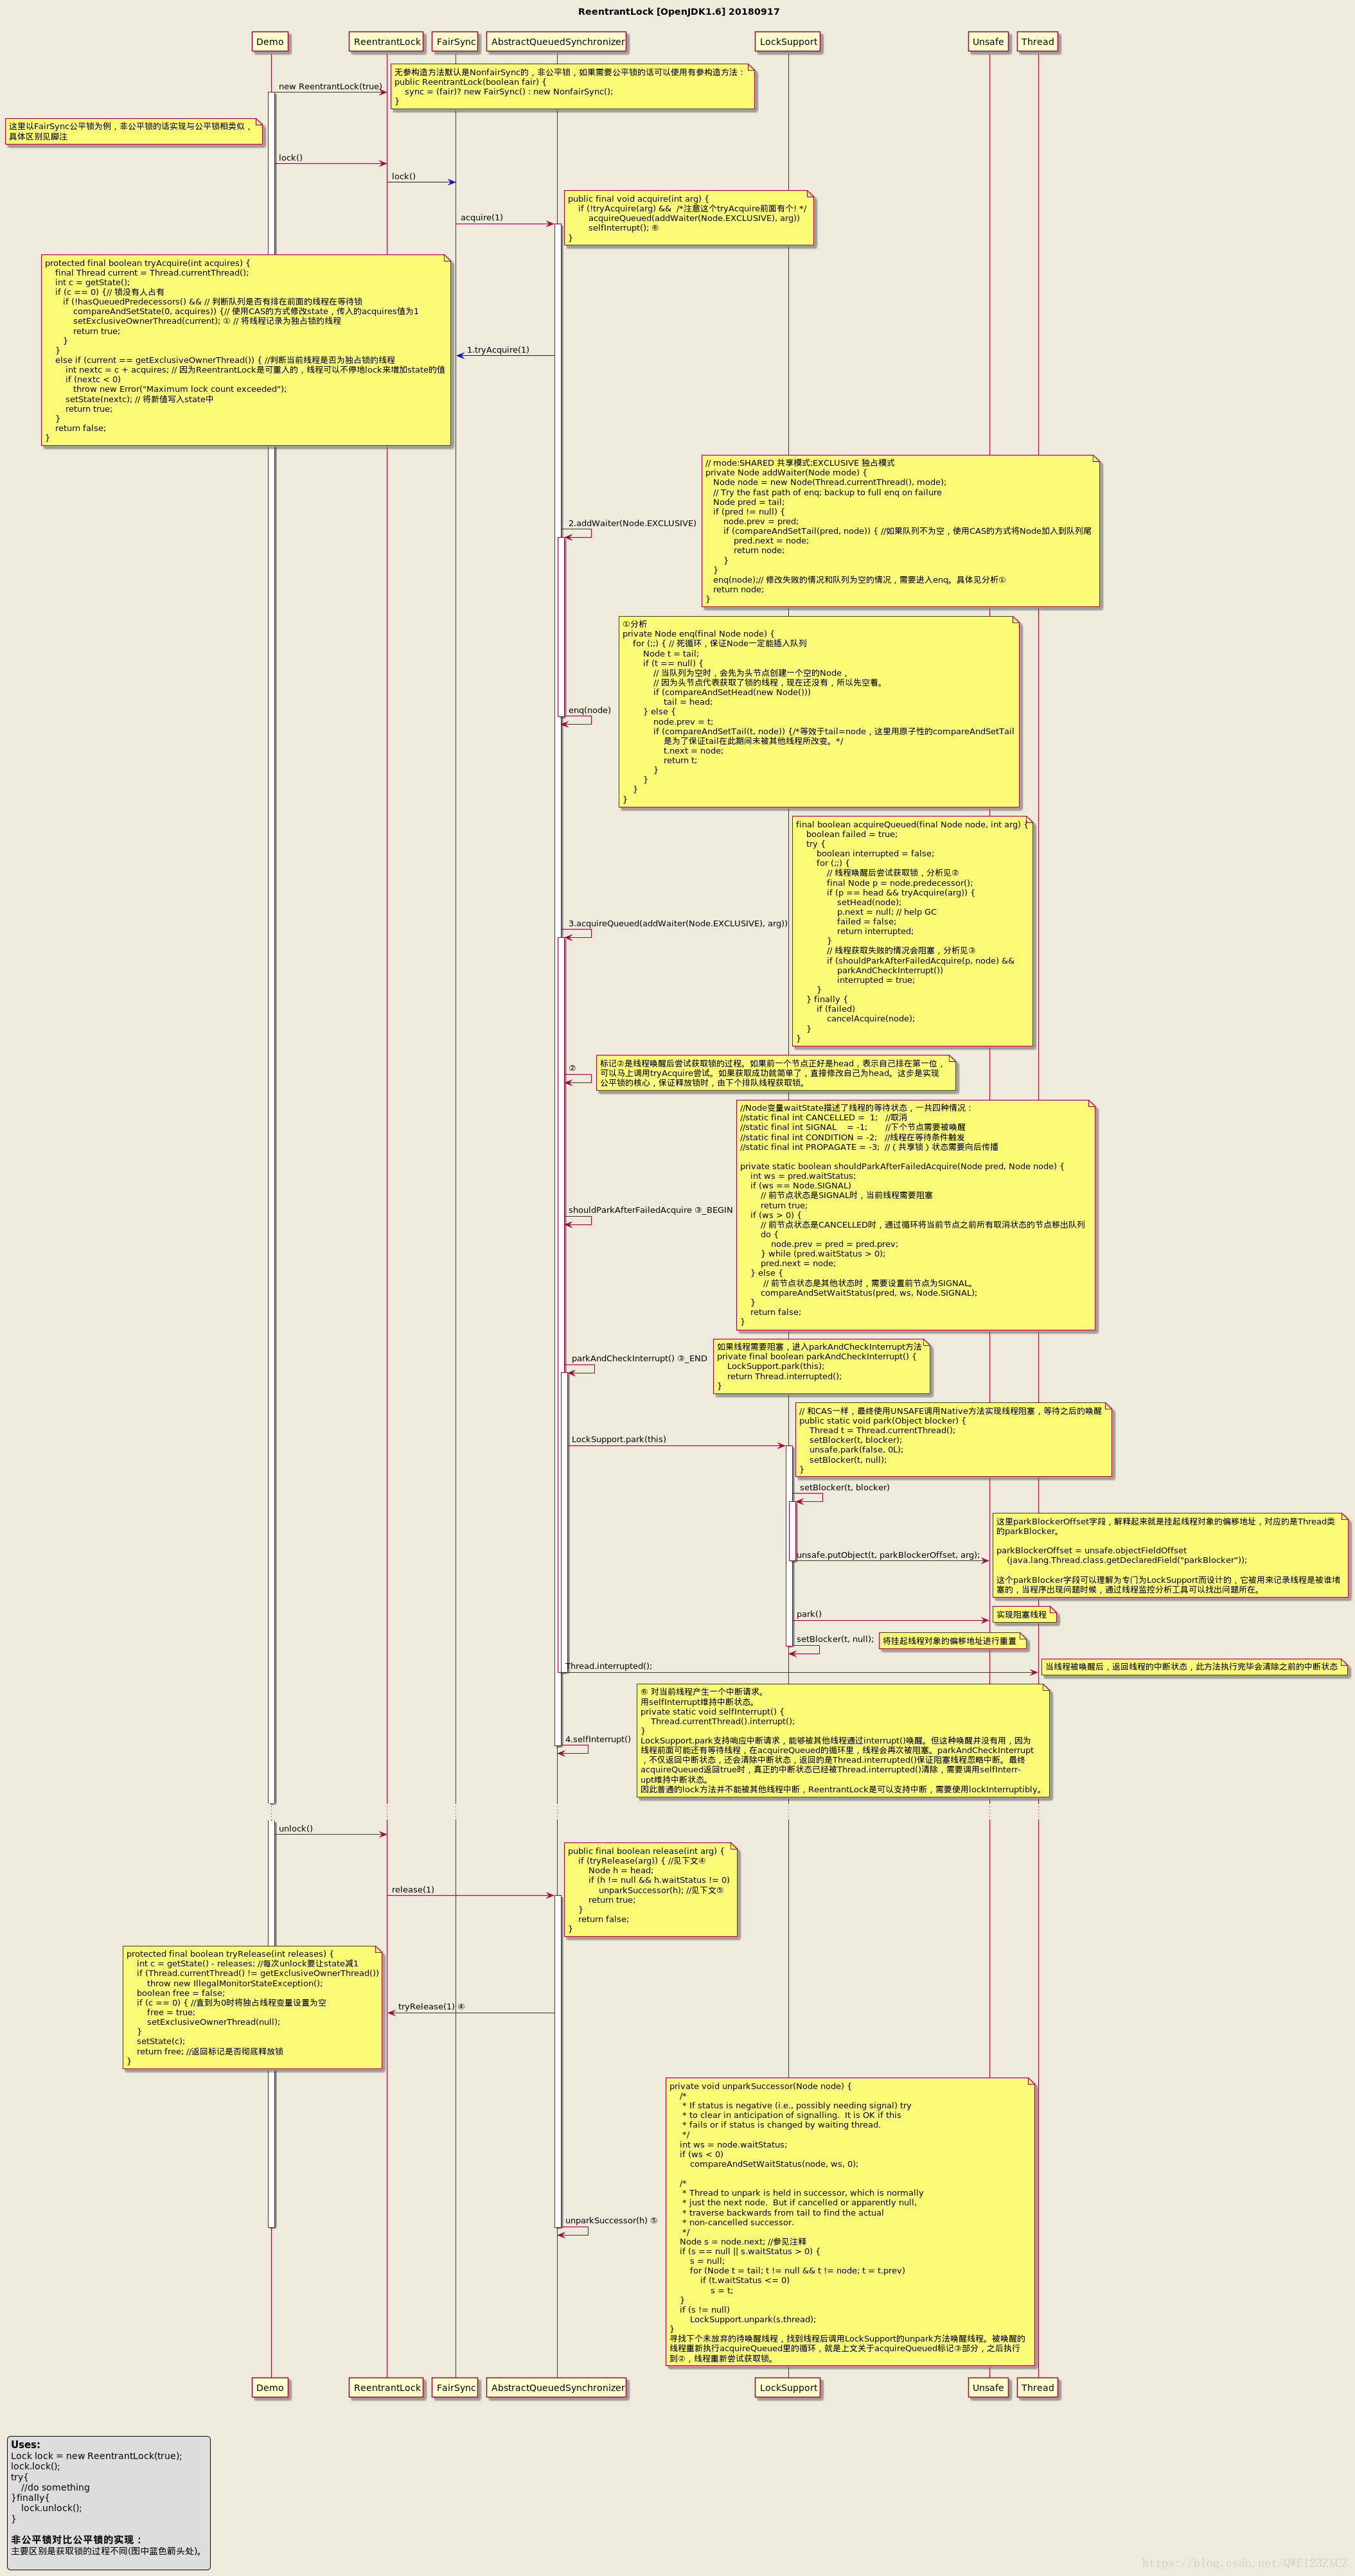 ReentrantLock [OpenJDK1.6] 20180917
Demo
ReentrantLock
FairSync
AbstractQueuedSynchronizer
LockSupport
Unsafe
Thread
new ReentrantLock(true)
无参构造方法默认是NonfairSync的，非公平锁，如果需要公平锁的话可以使用有参构造方法：
public ReentrantLock(boolean fair) {
sync = (fair)? new FairSync() : new NonfairSync();
}
这里以FairSync公平锁为例，非公平锁的话实现与公平锁相类似，
具体区别见脚注
lock()
lock()
acquire(1)
public final void acquire(int arg) {
if (!tryAcquire(arg) && /*注意这个tryAcquire前面有个! */
acquireQueued(addWaiter(Node.EXCLUSIVE), arg))
selfInterrupt(); ⑥
}
protected final boolean tryAcquire(int acquires) {
final Thread current = Thread.currentThread();
int c = getState();
if (c == 0) {// 锁没有人占有
if (!hasQueuedPredecessors() && // 判断队列是否有排在前面的线程在等待锁
compareAndSetState(0, acquires)) {// 使用CAS的方式修改state，传入的acquires值为1
setExclusiveOwnerThread(current); ① // 将线程记录为独占锁的线程
return true;
}
}
else if (current == getExclusiveOwnerThread()) { //判断当前线程是否为独占锁的线程
int nextc = c + acquires; // 因为ReentrantLock是可重入的，线程可以不停地lock来增加state的值
if (nextc < 0)
throw new Error("Maximum lock count exceeded");
setState(nextc); // 将新值写入state中
return true;
}
return false;
}
1.tryAcquire(1)
2.addWaiter(Node.EXCLUSIVE)
// mode:SHARED 共享模式;EXCLUSIVE 独占模式
private Node addWaiter(Node mode) {
Node node = new Node(Thread.currentThread(), mode);
// Try the fast path of enq; backup to full enq on failure
Node pred = tail;
if (pred != null) {
node.prev = pred;
if (compareAndSetTail(pred, node)) { //如果队列不为空，使用CAS的方式将Node加入到队列尾
pred.next = node;
return node;
}
}
enq(node);// 修改失败的情况和队列为空的情况，需要进入enq。具体见分析①
return node;
}
enq(node)
①分析
private Node enq(final Node node) {
for (;;) { // 死循环，保证Node一定能插入队列
Node t = tail;
if (t == null) {
// 当队列为空时，会先为头节点创建一个空的Node，
// 因为头节点代表获取了锁的线程，现在还没有，所以先空着。
if (compareAndSetHead(new Node()))
tail = head;
} else {
node.prev = t;
if (compareAndSetTail(t, node)) {/*等效于tail=node，这里用原子性的compareAndSetTail
是为了保证tail在此期间未被其他线程所改变。*/
t.next = node;
return t;
}
}
}
}
3.acquireQueued(addWaiter(Node.EXCLUSIVE), arg))
final boolean acquireQueued(final Node node, int arg) {
boolean failed = true;
try {
boolean interrupted = false;
for (;;) {
// 线程唤醒后尝试获取锁，分析见②
final Node p = node.predecessor();
if (p == head && tryAcquire(arg)) {
setHead(node);
p.next = null; // help GC
failed = false;
return interrupted;
}
// 线程获取失败的情况会阻塞，分析见③
if (shouldParkAfterFailedAcquire(p, node) &&
parkAndCheckInterrupt())
interrupted = true;
}
} finally {
if (failed)
cancelAcquire(node);
}
}
②
标记②是线程唤醒后尝试获取锁的过程。如果前一个节点正好是head，表示自己排在第一位，
可以马上调用tryAcquire尝试。如果获取成功就简单了，直接修改自己为head。这步是实现
公平锁的核心，保证释放锁时，由下个排队线程获取锁。
shouldParkAfterFailedAcquire ③_BEGIN
//Node变量waitState描述了线程的等待状态，一共四种情况：
//static final int CANCELLED = 1; //取消
//static final int SIGNAL = -1; //下个节点需要被唤醒
//static final int CONDITION = -2; //线程在等待条件触发
//static final int PROPAGATE = -3; //（共享锁）状态需要向后传播
private static boolean shouldParkAfterFailedAcquire(Node pred, Node node) {
int ws = pred.waitStatus;
if (ws == Node.SIGNAL)
// 前节点状态是SIGNAL时，当前线程需要阻塞
return true;
if (ws > 0) {
// 前节点状态是CANCELLED时，通过循环将当前节点之前所有取消状态的节点移出队列
do {
node.prev = pred = pred.prev;
} while (pred.waitStatus > 0);
pred.next = node;
} else {
// 前节点状态是其他状态时，需要设置前节点为SIGNAL。
compareAndSetWaitStatus(pred, ws, Node.SIGNAL);
}
return false;
}
parkAndCheckInterrupt() ③_END
如果线程需要阻塞，进入parkAndCheckInterrupt方法
private final boolean parkAndCheckInterrupt() {
LockSupport.park(this);
return Thread.interrupted();
}
LockSupport.park(this)
// 和CAS一样，最终使用UNSAFE调用Native方法实现线程阻塞，等待之后的唤醒
public static void park(Object blocker) {
Thread t = Thread.currentThread();
setBlocker(t, blocker);
unsafe.park(false, 0L);
setBlocker(t, null);
}
setBlocker(t, blocker)
unsafe.putObject(t, parkBlockerOffset, arg);
这里parkBlockerOffset字段，解释起来就是挂起线程对象的偏移地址，对应的是Thread类
的parkBlocker。
parkBlockerOffset = unsafe.objectFieldOffset
(java.lang.Thread.class.getDeclaredField("parkBlocker"));
这个parkBlocker字段可以理解为专门为LockSupport而设计的，它被用来记录线程是被谁堵
塞的，当程序出现问题时候，通过线程监控分析工具可以找出问题所在。
park()
实现阻塞线程
setBlocker(t, null);
将挂起线程对象的偏移地址进行重置
Thread.interrupted();
当线程被唤醒后，返回线程的中断状态，此方法执行完毕会清除之前的中断状态
4.selfInterrupt()
⑥ 对当前线程产生一个中断请求。
用selfInterrupt维持中断状态。
private static void selfInterrupt() {
Thread.currentThread().interrupt();
}
LockSupport.park支持响应中断请求，能够被其他线程通过interrupt()唤醒。但这种唤醒并没有用，因为
线程前面可能还有等待线程，在acquireQueued的循环里，线程会再次被阻塞。parkAndCheckInterrupt
，不仅返回中断状态，还会清除中断状态，返回的是Thread.interrupted()保证阻塞线程忽略中断。最终
acquireQueued返回true时，真正的中断状态已经被Thread.interrupted()清除，需要调用selfInterr-
upt维持中断状态。
因此普通的lock方法并不能被其他线程中断，ReentrantLock是可以支持中断，需要使用lockInterruptibly。
unlock()
release(1)
public final boolean release(int arg) {
if (tryRelease(arg)) { //见下文④
Node h = head;
if (h != null && h.waitStatus != 0)
unparkSuccessor(h); //见下文⑤
return true;
}
return false;
}
protected final boolean tryRelease(int releases) {
int c = getState() - releases; //每次unlock要让state减1
if (Thread.currentThread() != getExclusiveOwnerThread())
throw new IllegalMonitorStateException();
boolean free = false;
if (c == 0) { //直到为0时将独占线程变量设置为空
free = true;
setExclusiveOwnerThread(null);
}
setState(c);
return free; //返回标记是否彻底释放锁
}
tryRelease(1) ④
unparkSuccessor(h) ⑤
private void unparkSuccessor(Node node) {
/*
* If status is negative (i.e., possibly needing signal) try
* to clear in anticipation of signalling. It is OK if this
* fails or if status is changed by waiting thread.
*/
int ws = node.waitStatus;
if (ws < 0)
compareAndSetWaitStatus(node, ws, 0);
/*
* Thread to unpark is held in successor, which is normally
* just the next node. But if cancelled or apparently null,
* traverse backwards from tail to find the actual
* non-cancelled successor.
*/
Node s = node.next; //参见注释
if (s == null || s.waitStatus > 0) {
s = null;
for (Node t = tail; t != null && t != node; t = t.prev)
if (t.waitStatus <= 0)
s = t;
}
if (s != null)
LockSupport.unpark(s.thread);
}
寻找下个未放弃的待唤醒线程，找到线程后调用LockSupport的unpark方法唤醒线程。被唤醒的
线程重新执行acquireQueued里的循环，就是上文关于acquireQueued标记③部分，之后执行
到②，线程重新尝试获取锁。
Demo
ReentrantLock
FairSync
AbstractQueuedSynchronizer
LockSupport
Unsafe
Thread
Uses:
Lock lock = new ReentrantLock(true);
lock.lock();
try{
//do something
}finally{
lock.unlock();
}
非公平锁对比公平锁的实现：
主要区别是获取锁的过程不同(图中蓝色箭头处)。
https://blog.csdn.net/QWE123ZXCZ